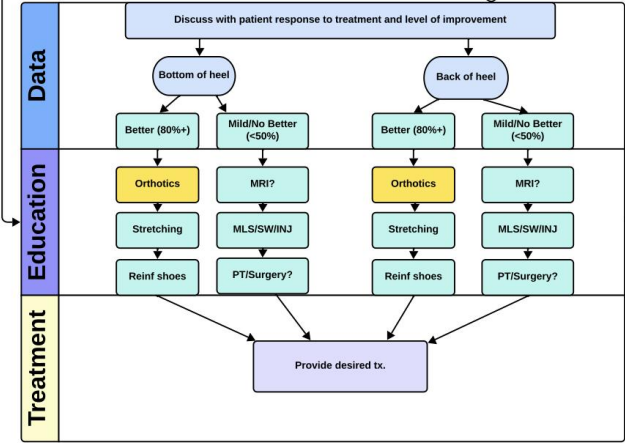 Data
Discuss with patient response to treatment and level of improvement
Bottom of heel
Back of heel
Better (80%+)
Mild/No Better
(<50%)
Better (80%+)
Mild/No Better
(<50%)
Education
Orthotics
MRI?
Orthotics
MRI?
Stretching
MLS/SW/INJ
Stretching
MLS/SW/INJ
Reinf shoes
PT/Surgery?
Reinf shoes
PT/Surgery?
Treatment
Provide desired tx.